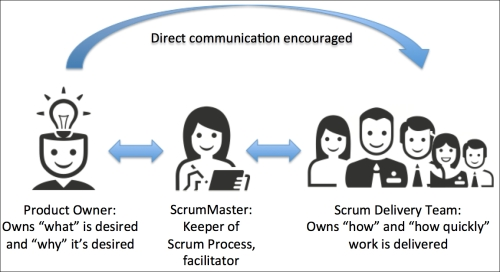 Direct communication encouraged
Product Owner:
Owns “what” is desired
and “why” it’s desired
ScrumMaster:
Keeper of
Scrum Process,
facilitator
Scrum Delivery Team:
Owns “how” and “how quickly”
work is delivered